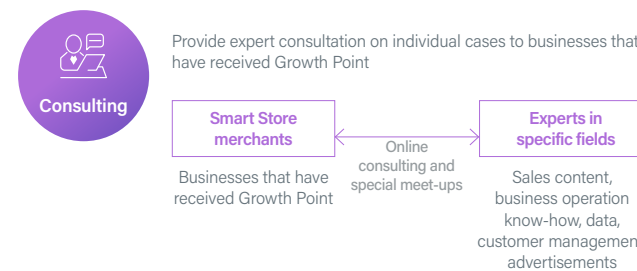 Consulting
Provide expert consultation on individual cases to businesses that
have received Growth Point
Smart Store
merchants
Businesses that have
received Growth Point
Online
consulting and
special meet-ups
Experts in
specific fields
Sales content,
business operation
know-how, data,
customer managemen
advertisements